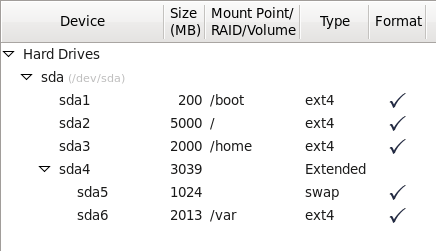 Device Size (MB) Mount Point/ RAID/Volume Type Format
Hard Drives
sda (/dev/sda)
sda1 200 /boot ext4
sda2 5000 / ext4
sda3 2000 /home ext4
sda4 3039 Extended
sda5 1024 swap
sda6 2013 /var ext4